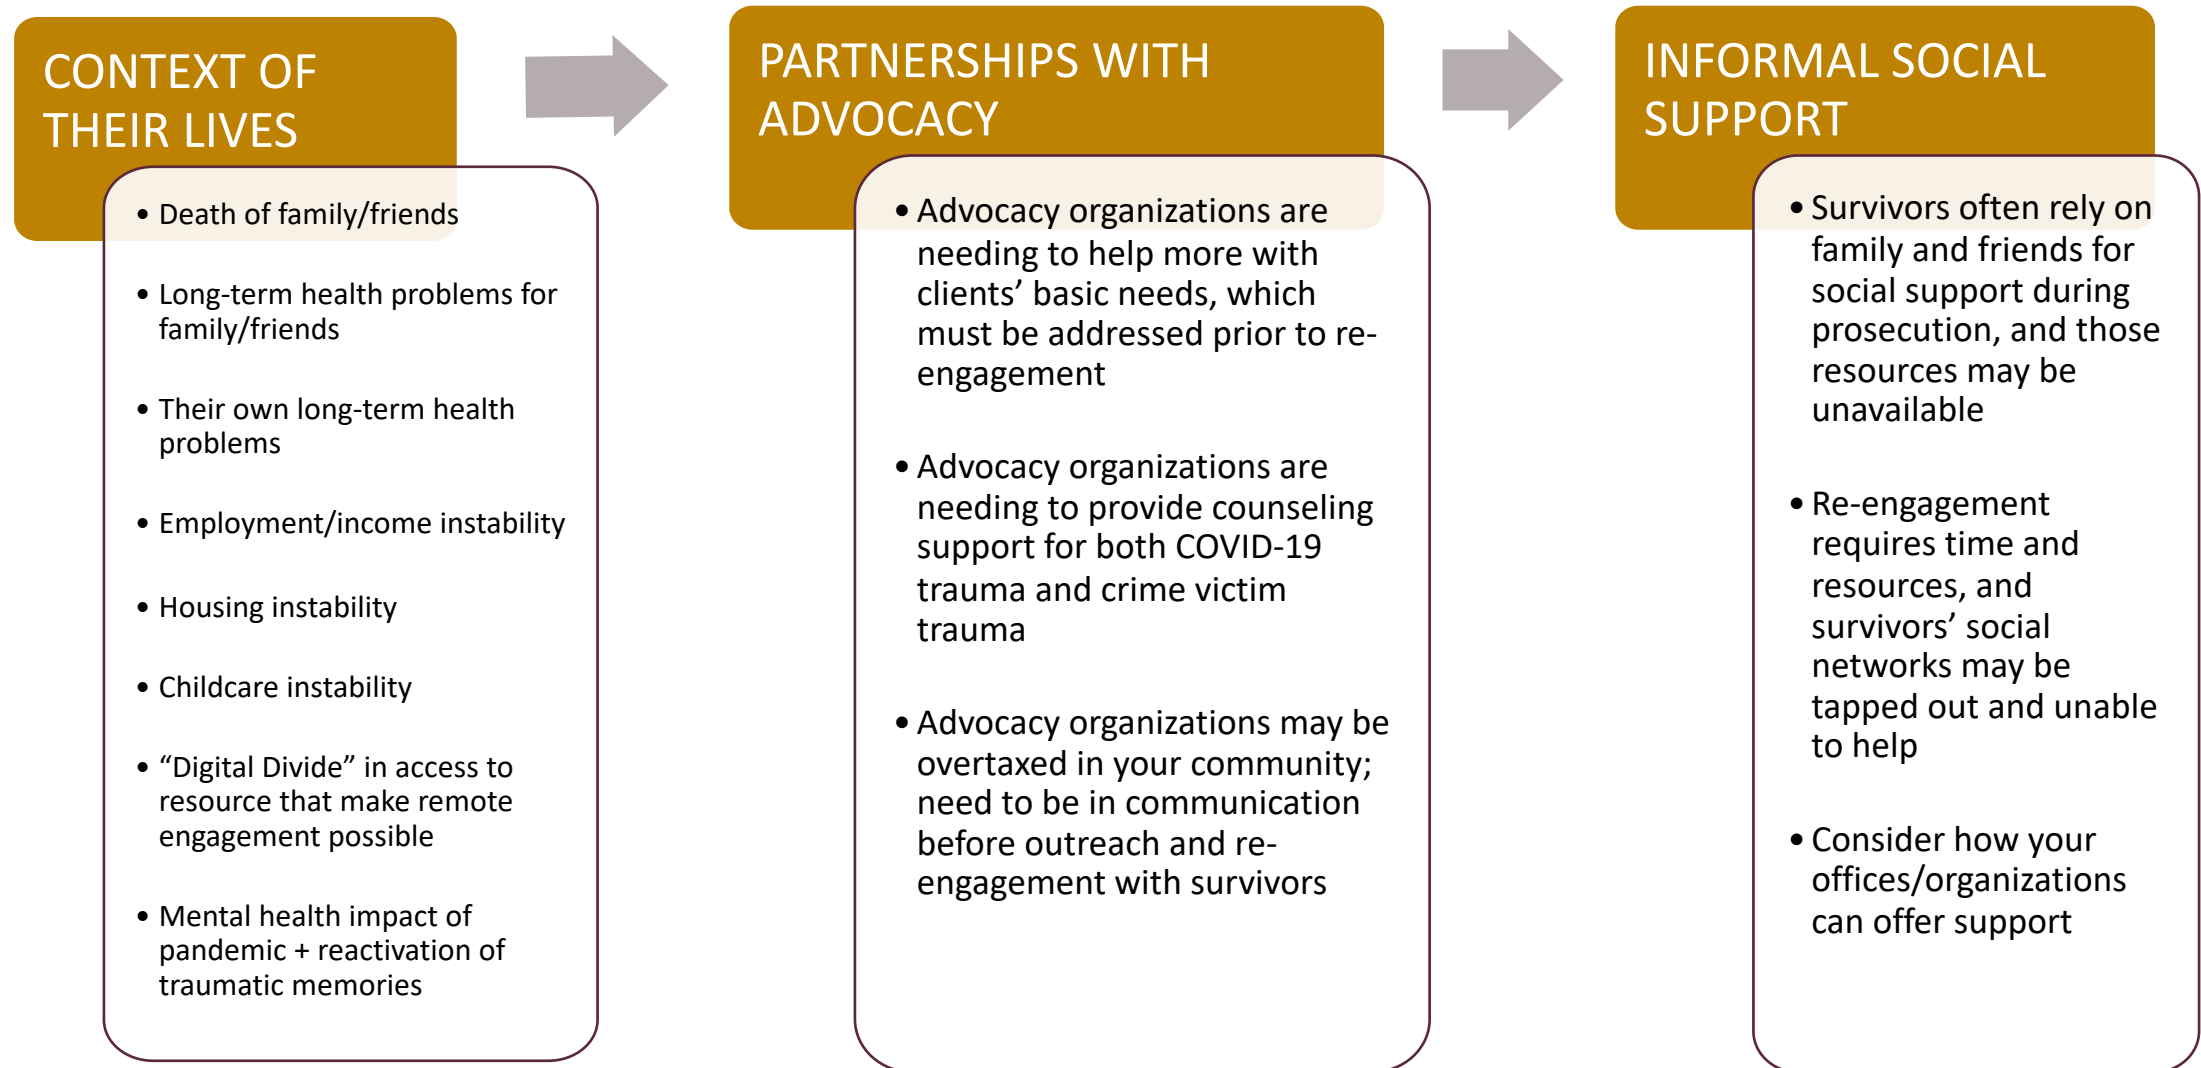 CONTEXT OF
THEIR LIVES
• Death of family/friends
• Long-term health problems for
family/friends
• Their own long-term health
problems
• Employment/income instability
• Housing instability
• Childcare instability
• “Digital Divide” in access to
resource that make remote
engagement possible
• Mental health impact of
pandemic + reactivation of
traumatic memories
PARTNERSHIPS WITH
ADVOCACY
• Advocacy organizations are
needing to help more with
clients’ basic needs, which
must be addressed prior to re-
engagement
• Advocacy organizations are
needing to provide counseling
support for both COVID-19
trauma and crime victim
trauma
• Advocacy organizations may be
overtaxed in your community;
need to be in communication
before outreach and re-
engagement with survivors
INFORMAL SOCIAL
SUPPORT
• Survivors often rely on
family and friends for
social support during
prosecution, and those
resources may be
unavailable
• Re-engagement
requires time and
resources, and
survivors’ social
networks may be
tapped out and unable
to help
• Consider how your
offices/organizations
can offer support